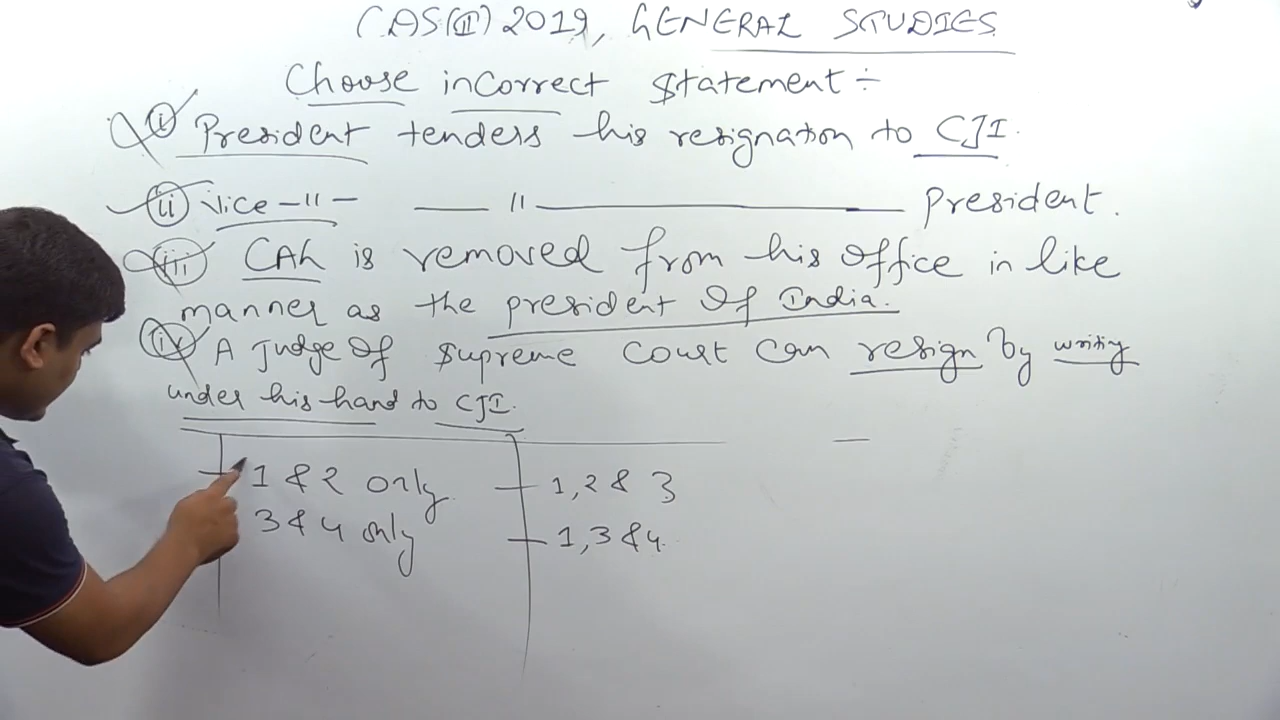 CDS(II) 2019, GENERAL STUDIES
Choose incorrect statement ÷
(i) President tenders his resignation to CJI.
(ii) Vice -〃- —— 〃 —————— President.
(iii) CAG is removed from his office in like
manner as the president of India.
(iv) A Judge of Supreme Court can resign by writing
under his hand to CJI.
1 & 2 only 1, 2 & 3
3 & 4 only 1, 3 & 4.